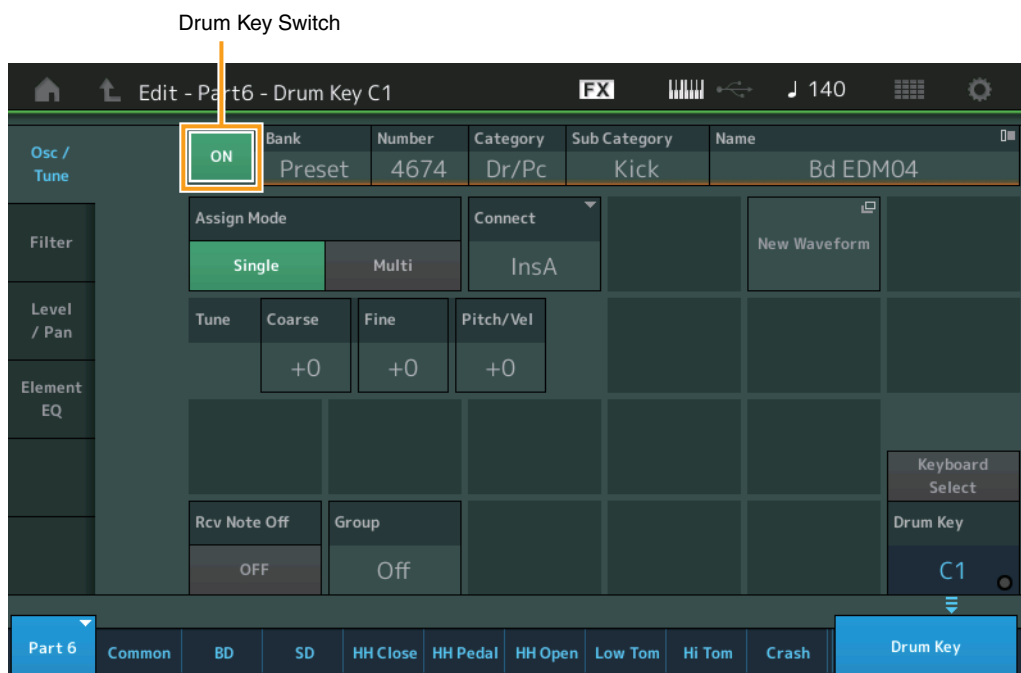 Drum Key Switch
Edit - Part6 - Drum Key C1
FX
140
Osc /
Tune
ON
Bank
Preset
Number
4674
Category
Dr/Pc
Sub Category
Kick
Name
Bd EDM04
Filter
Assign Mode
Single
Multi
Connect
InsA
New Waveform
Level
/ Pan
Tune
Coarse
+0
Fine
+0
Pitch/Vel
+0
Element
EQ
Keyboard
Select
Rcv Note Off
OFF
Group
Off
Drum Key
C1
Part 6
Common
BD
SD
HH Close
HH Pedal
HH Open
Low Tom
Hi Tom
Crash
Drum Key